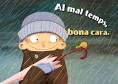 Al mal temps,
bona cara.